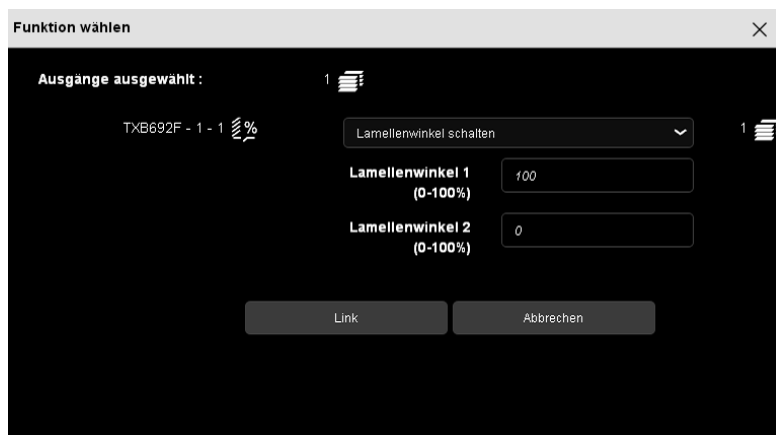 Funktion wählen
Ausgänge ausgewählt : 1
TXB692F - 1 - 1 % Lamellenwinkel schalten 1
Lamellenwinkel 1
(0-100%)
100
Lamellenwinkel 2
(0-100%)
0
Link Abbrechen